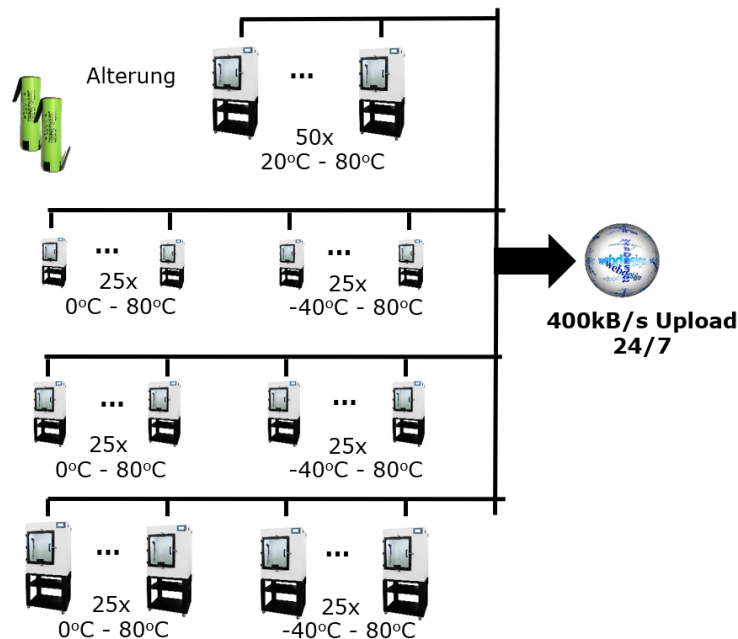 Alterung
...
50x
20°C - 80°C
... ...
25x 25x
0°C - 80°C -40°C - 80°C
webdesign
400kB/s Upload
24/7
... ...
25x 25x
0°C - 80°C -40°C - 80°C
... ...
25x 25x
0°C - 80°C -40°C - 80°C